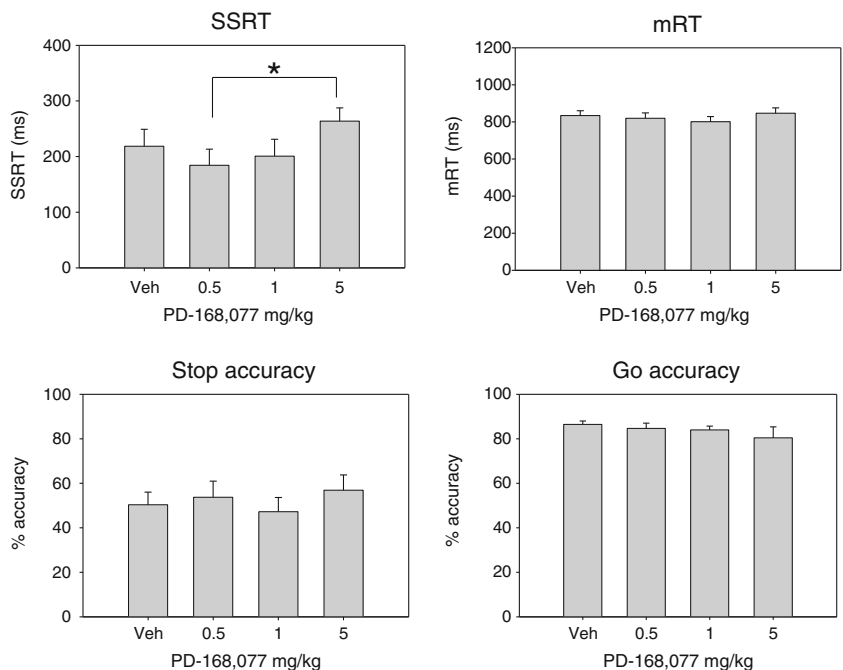 SSRT
400
300
200
100
0
SSRT (ms)
*
Veh 0.5 1 5
PD-168,077 mg/kg
mRT
1200
1000
800
600
400
200
0
mRT (ms)
Veh 0.5 1 5
PD-168,077 mg/kg
Stop accuracy
100
80
60
40
20
0
% accuracy
Veh 0.5 1 5
PD-168,077 mg/kg
Go accuracy
100
80
60
40
20
0
% accuracy
Veh 0.5 1 5
PD-168,077 mg/kg